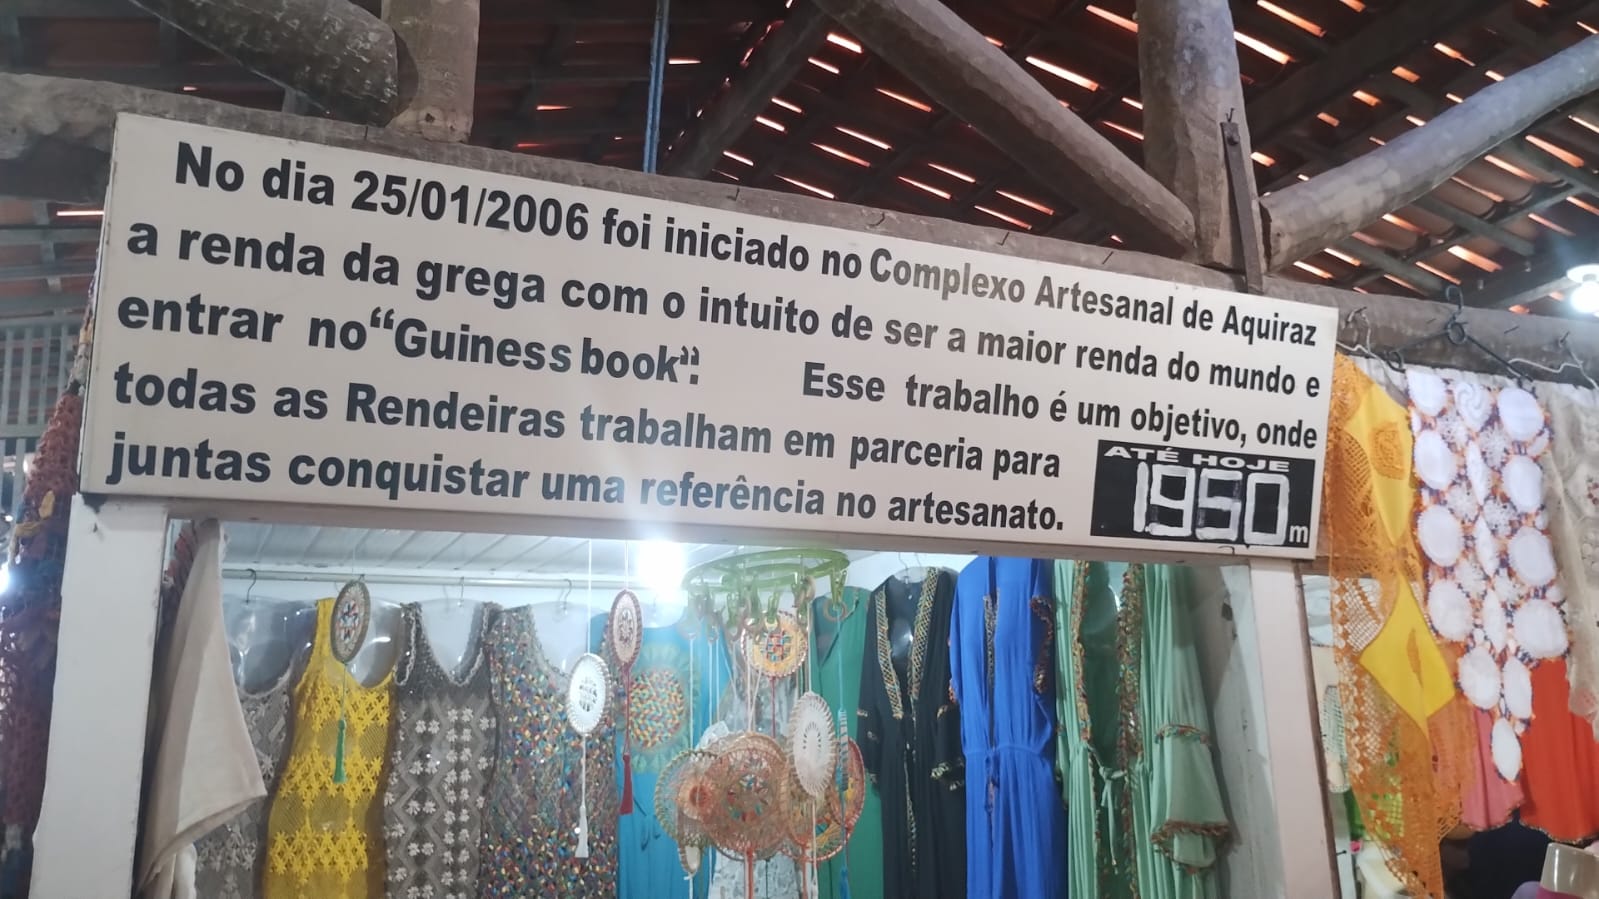 No dia 25/01/2006 foi iniciado no Complexo Artesanal de Aquiraz
a renda da grega com o intuito de ser a maior renda do mundo e
entrar no “Guiness book”. Esse trabalho é um objetivo, onde
todas as Rendeiras trabalham em parceria para
juntas conquistar uma referência no artesanato.
ATÉ HOJE
1.950m